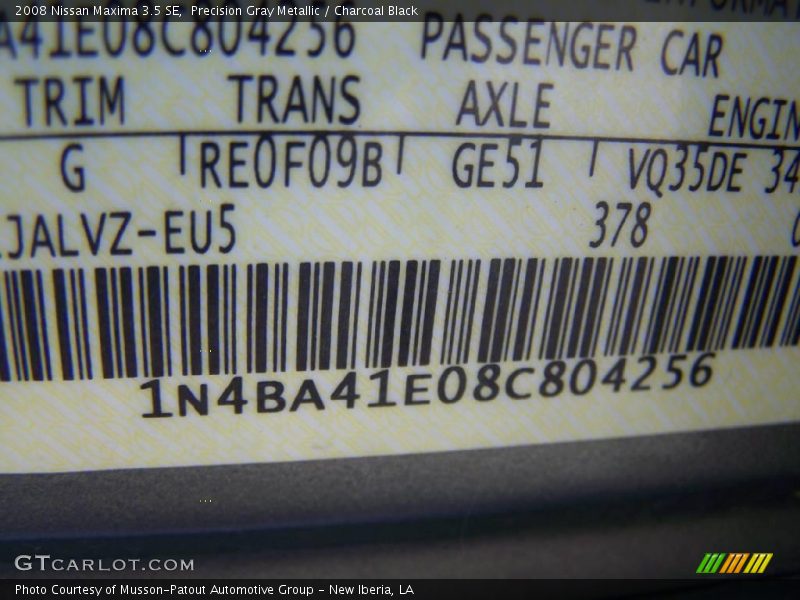 2008 Nissan Maxima 3.5 SE, Precision Gray Metallic / Charcoal Black
A41E08C804256 PASSENGER CAR
TRIM TRANS AXLE ENGIN
G RE0F09B GE51 VQ35DE 34
JALVZ-EU5 378
1N4BA41E08C804256
GTCARLOT.COM
Photo Courtesy of Musson-Patout Automotive Group - New Iberia, LA